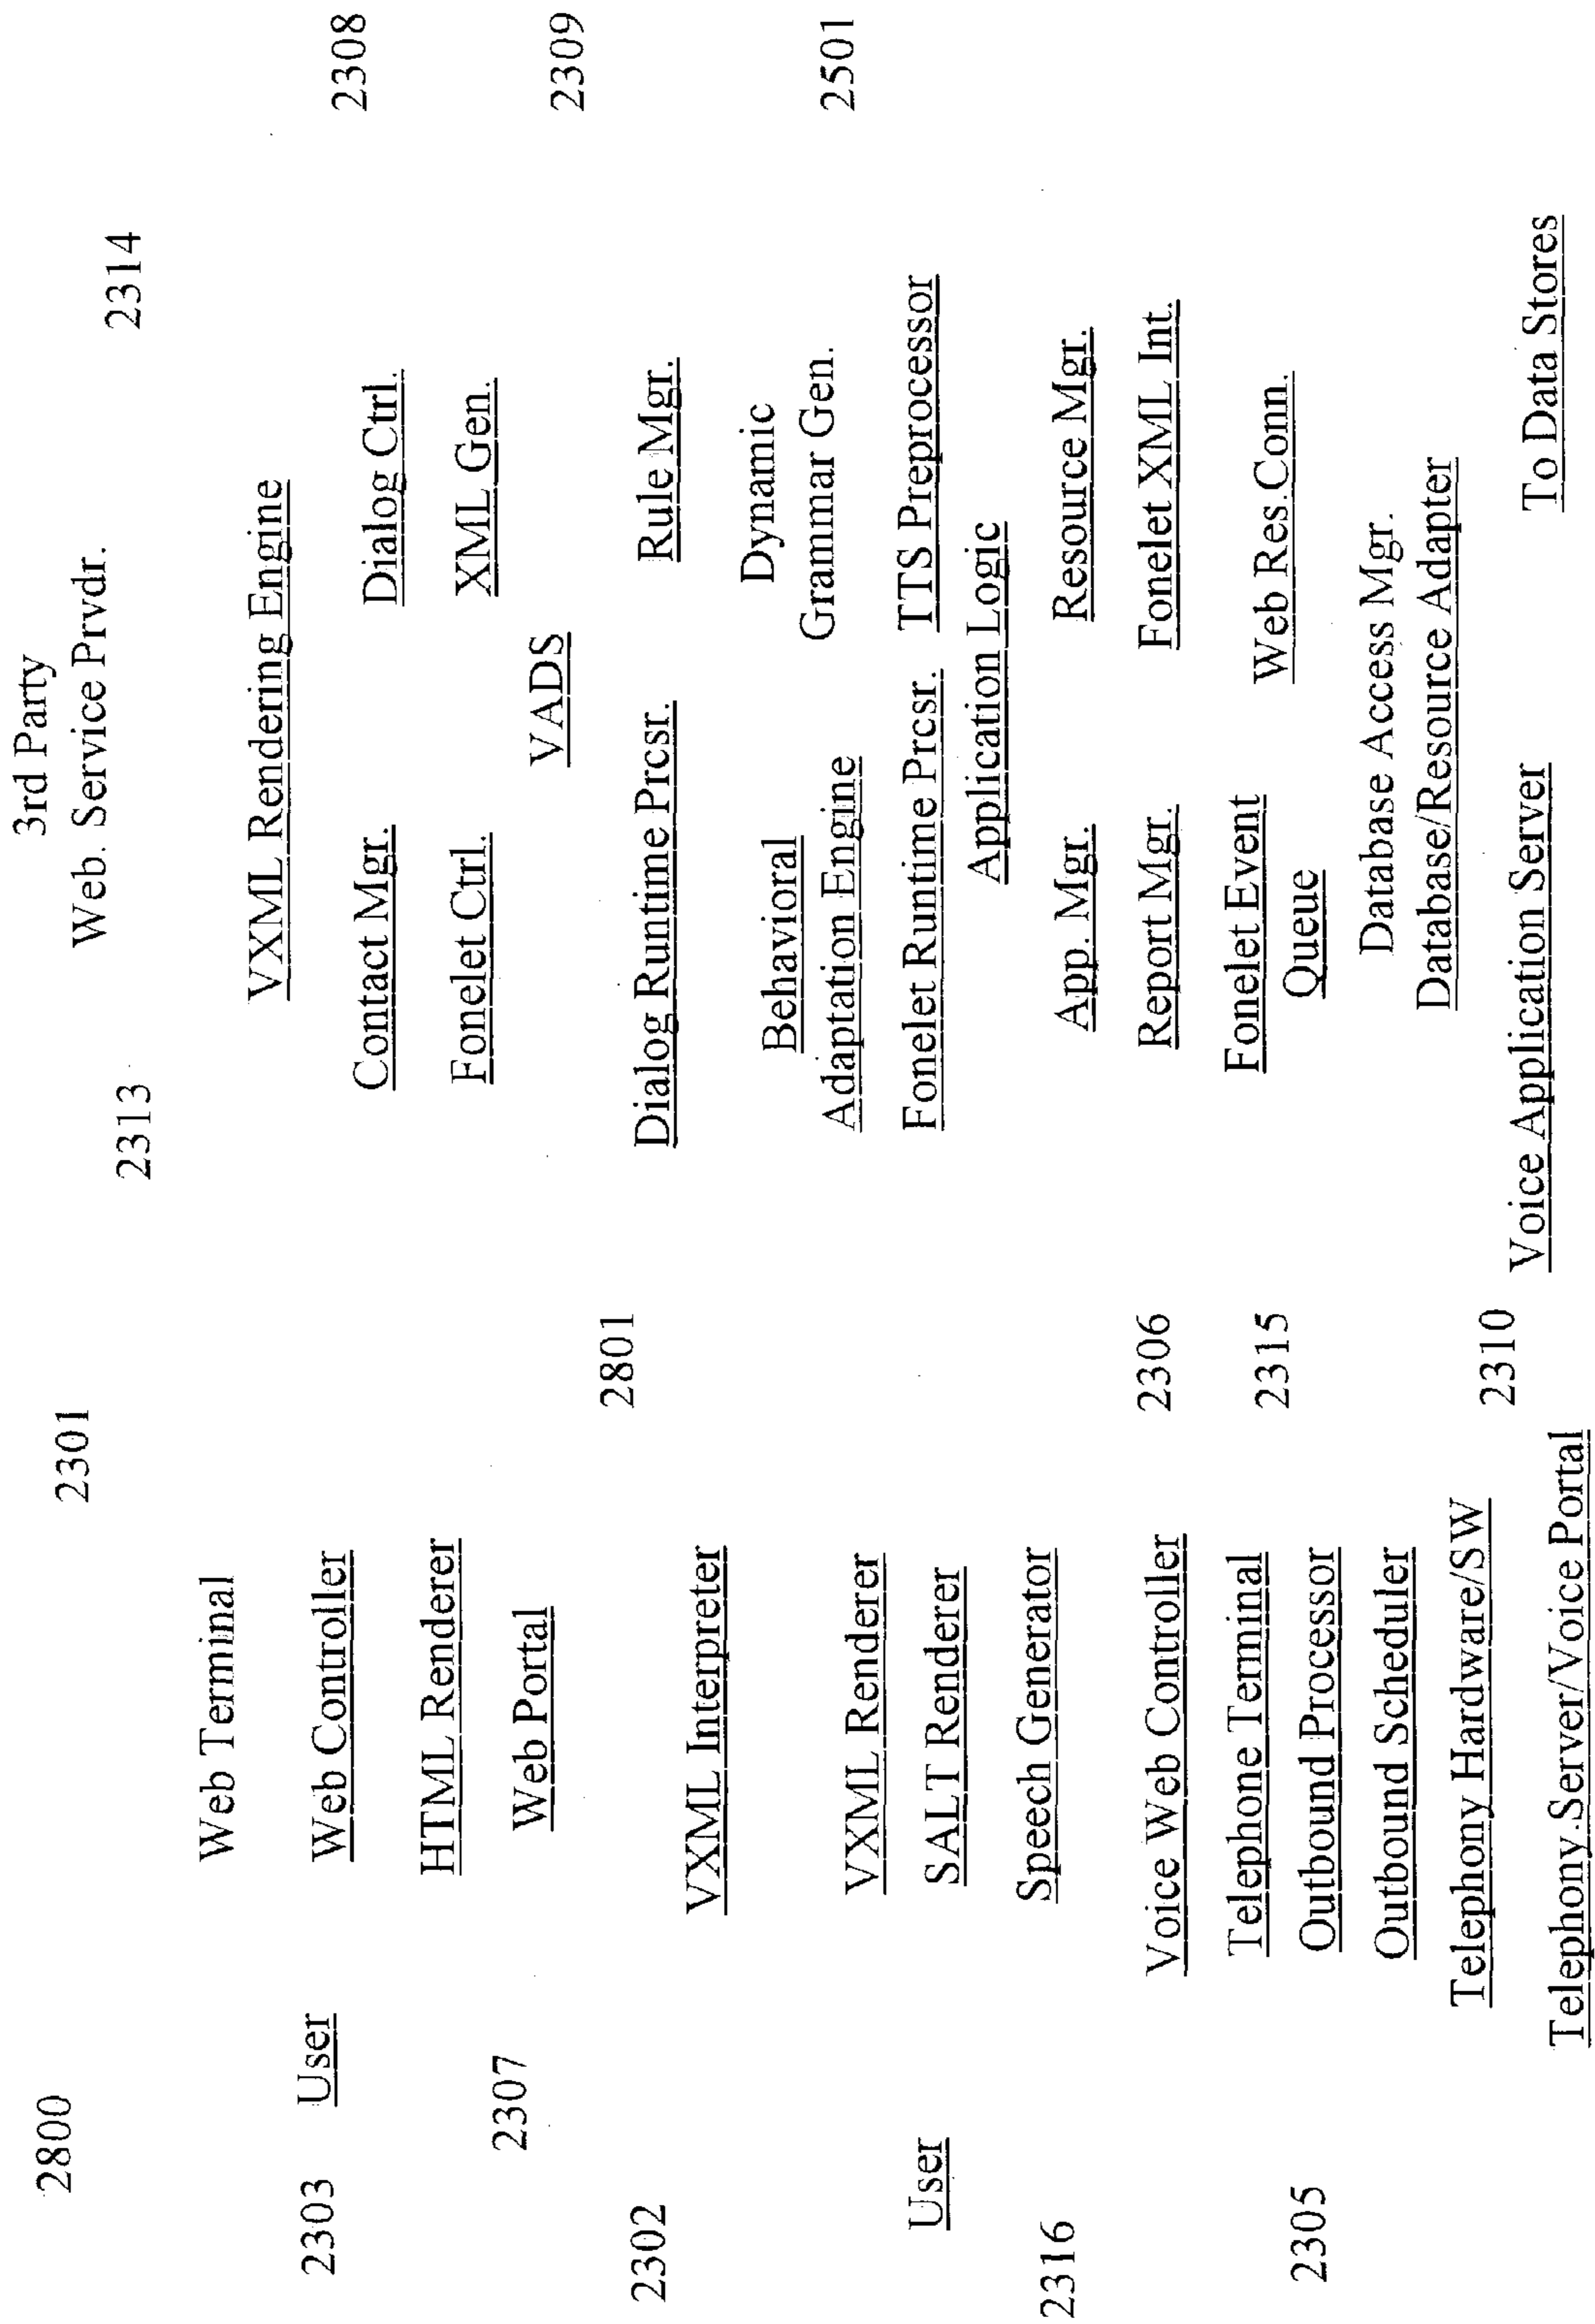 2800
2301
2313
3rd Party
Web. Service Prvdr.
2314
Web Terminal
2303
User
Web Controller
HTML Renderer
2307
Web Portal
2302
VXML Interpreter
2801
User
VXML Renderer
SALT Renderer
2316
Speech Generator
Voice Web Controller
2306
Telephone Terminal
2315
2305
Outbound Processor
Outbound Scheduler
Telephony Hardware/SW
2310
Telephony.Server/Voice Portal
VXML Rendering Engine
2308
Contact Mgr.
Dialog Ctrl.
Fonelet Ctrl.
XML Gen.
VADS
2309
Dialog Runtime Prcsr.
Rule Mgr.
Behavioral
Adaptation Engine
Dynamic
Grammar Gen.
2501
Fonelet Runtime Prcsr.
TTS Preprocessor
Application Logic
App. Mgr.
Resource Mgr.
Report Mgr.
Fonelet XML Int.
Fonelet Event
Queue
Web Res.Conn.
Database Access Mgr.
Database/Resource Adapter
Voice Application Server
To Data Stores